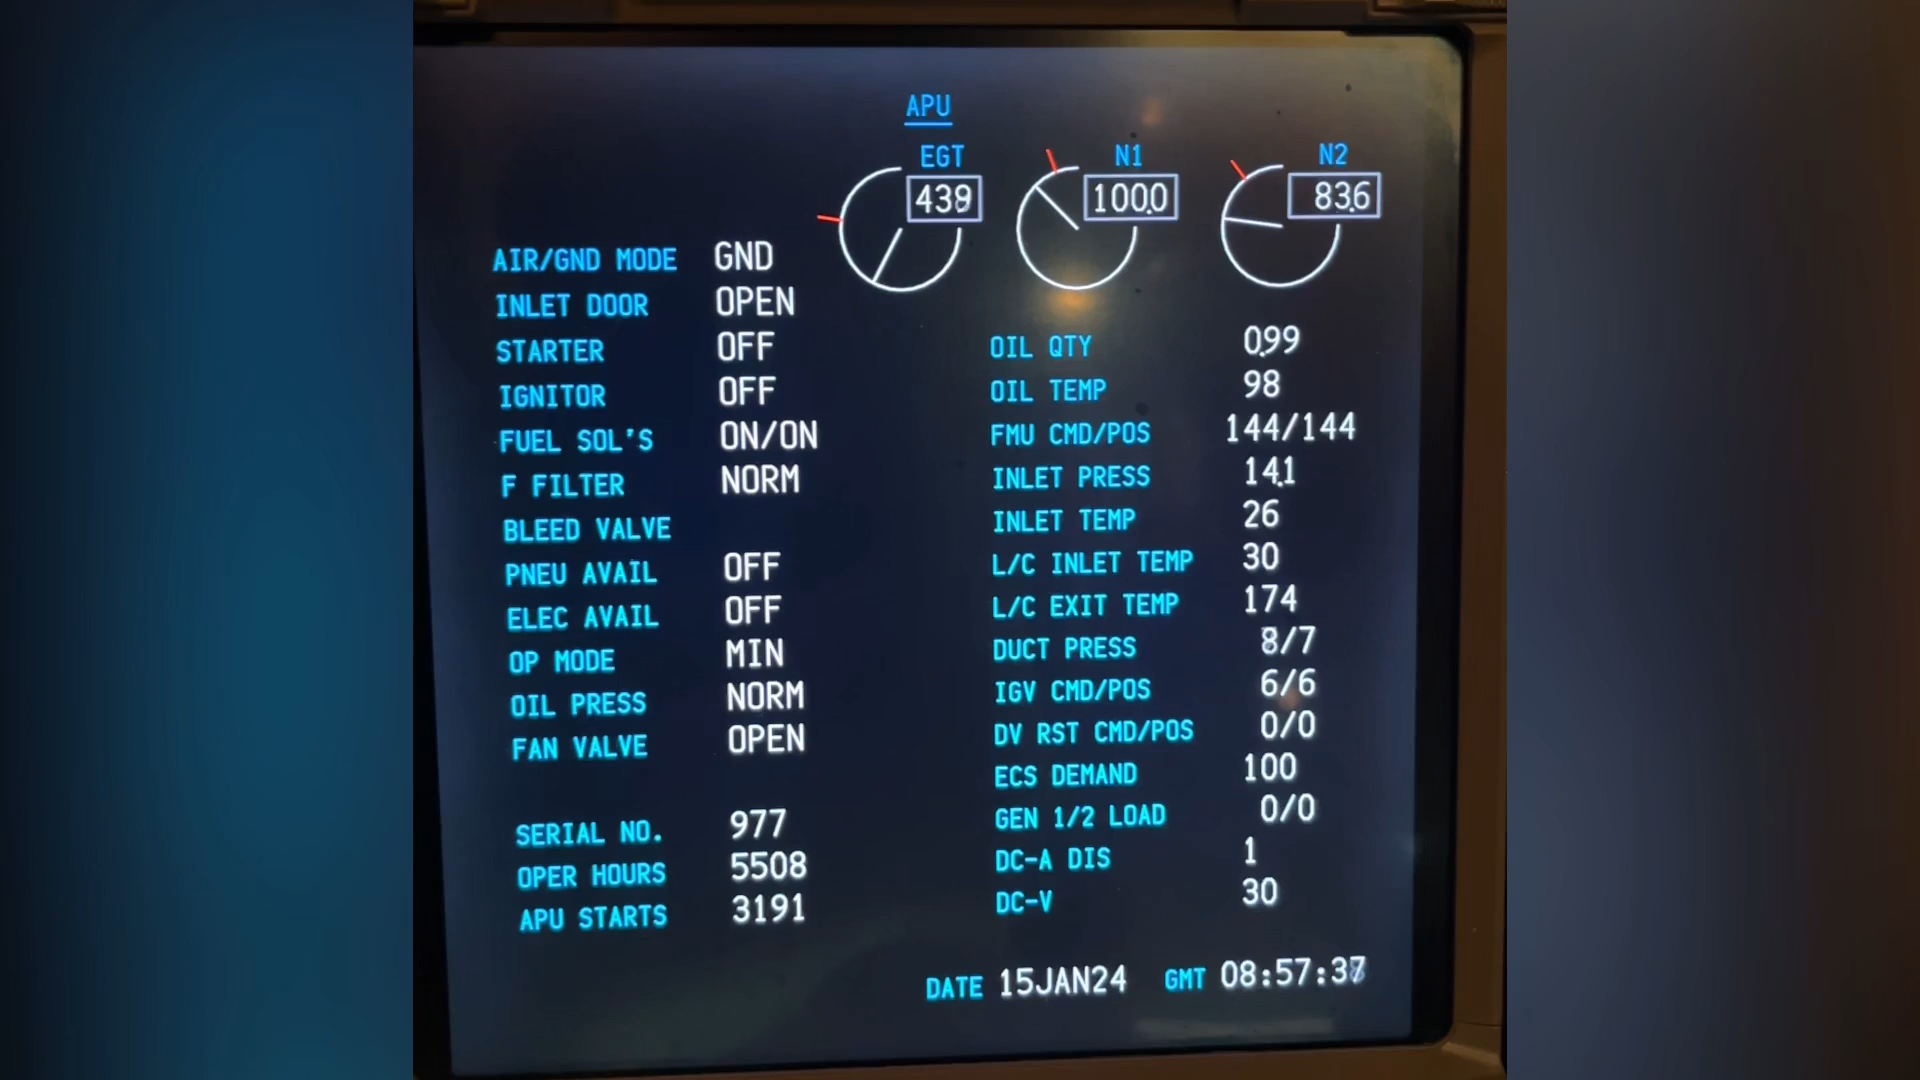 APU
EGT N1 N2
439 100.0 83.6
AIR/GND MODE GND
INLET DOOR OPEN
STARTER OFF
IGNITOR OFF
FUEL SOL'S ON/ON
F FILTER NORM
BLEED VALVE
PNEU AVAIL OFF
ELEC AVAIL OFF
OP MODE MIN
OIL PRESS NORM
FAN VALVE OPEN
SERIAL NO. 977
OPER HOURS 5508
APU STARTS 3191
OIL QTY 0.99
OIL TEMP 98
FMU CMD/POS 144/144
INLET PRESS 14.1
INLET TEMP 26
L/C INLET TEMP 30
L/C EXIT TEMP 174
DUCT PRESS 8/7
IGV CMD/POS 6/6
DV RST CMD/POS 0/0
ECS DEMAND 100
GEN 1/2 LOAD 0/0
DC-A DIS 1
DC-V 30
DATE 15JAN24 GMT 08:57:37